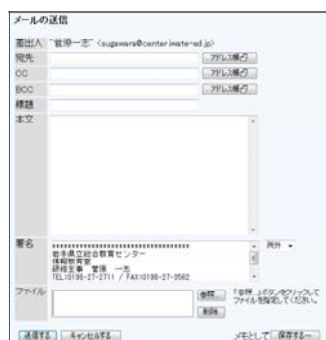 メールの送信
差出人 "菅原一志" <sugawara@center.iwate-ed.jp>
宛先 アドレス帳
CC アドレス帳
BCC アドレス帳
標題
本文
署名 所外
岩手県立総合教育センター
情報教育室
研修主事 菅原 一志
TEL:0198-27-2711 / FAX:0198-27-3562
ファイル 参照... 「参照...」ボタンをクリックして
ファイルを指定してください。
削除
送信する キャンセルする メモとして 保存する